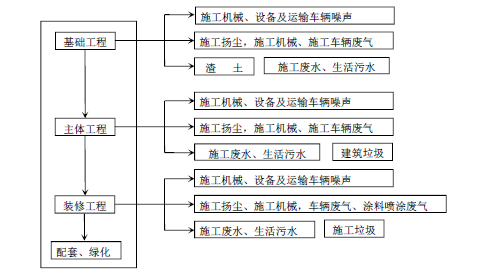 施工机械、设备及运输车辆噪声
基础工程
施工扬尘，施工机械、施工车辆废气
渣 土
施工废水、生活污水
施工机械、设备及运输车辆噪声
主体工程
施工扬尘，施工机械、施工车辆废气
施工废水、生活污水
建筑垃圾
施工机械、设备及运输车辆噪声
装修工程
施工扬尘、施工机械，车辆废气、涂料喷涂废气
施工废水、生活污水
施工垃圾
配套、绿化